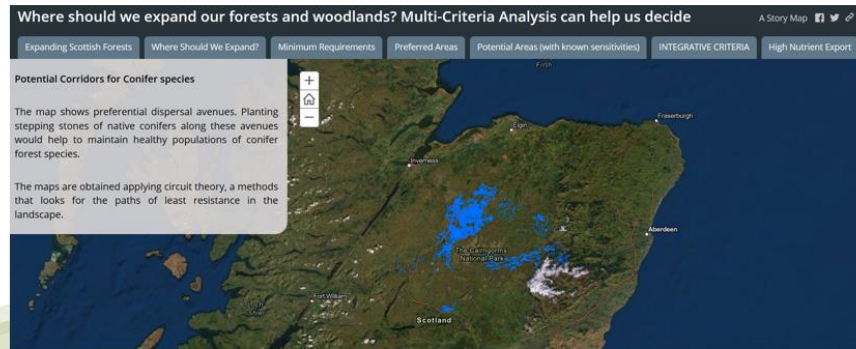 Where should we expand our forests and woodlands? Multi-Criteria Analysis can help us decide
A Story Map
Expanding Scottish Forests
Where Should We Expand?
Minimum Requirements
Preferred Areas
Potential Areas (with known sensitivities)
INTEGRATIVE CRITERIA
High Nutrient Export
Potential Corridors for Conifer species
The map shows preferential dispersal avenues. Planting
stepping stones of native conifers along these avenues
would help to maintain healthy populations of conifer
forest species.
The maps are obtained applying circuit theory, a methods
that looks for the paths of least resistance in the
landscape.
+
−
Firth
Elgin
Fraserburgh
Inverness
Aberdeen
The Cairngorms
National Park
Fort William
Scotland